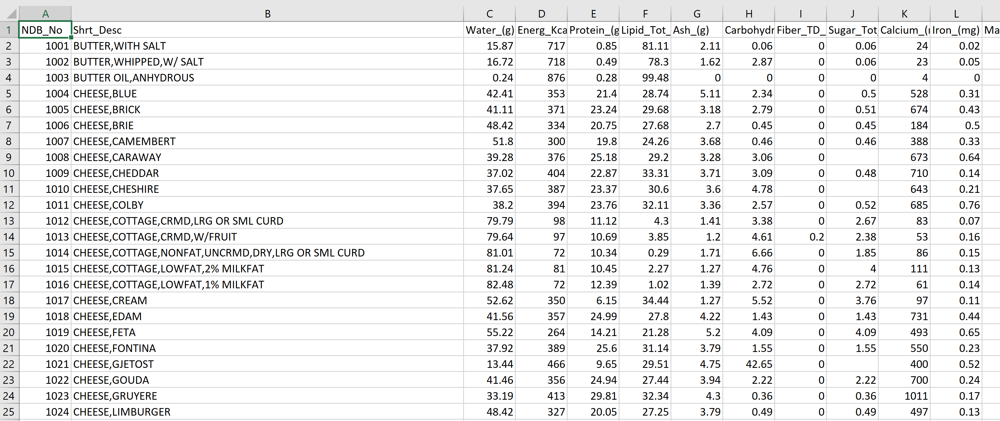 A B C D E F G H I J K L
1 NDB_No Shrt_Desc Water_(g) Energ_Kca Protein_(g Lipid_Tot_ Ash_(g) Carbohydr Fiber_TD_ Sugar_Tot_ Calcium_(r Iron_(mg) Ma
2 1001 BUTTER,WITH SALT 15.87 717 0.85 81.11 2.11 0.06 0 0.06 24 0.02
3 1002 BUTTER,WHIPPED,W/ SALT 16.72 718 0.49 78.3 1.62 2.87 0 0.06 23 0.05
4 1003 BUTTER OIL,ANHYDROUS 0.24 876 0.28 99.48 0 0 0 0 4 0
5 1004 CHEESE,BLUE 42.41 353 21.4 28.74 5.11 2.34 0 0.5 528 0.31
6 1005 CHEESE,BRICK 41.11 371 23.24 29.68 3.18 2.79 0 0.51 674 0.43
7 1006 CHEESE,BRIE 48.42 334 20.75 27.68 2.7 0.45 0 0.45 184 0.5
8 1007 CHEESE,CAMEMBERT 51.8 300 19.8 24.26 3.68 0.46 0 0.46 388 0.33
9 1008 CHEESE,CARAWAY 39.28 376 25.18 29.2 3.28 3.06 0 673 0.64
10 1009 CHEESE,CHEDDAR 37.02 404 22.87 33.31 3.71 3.09 0 0.48 710 0.14
11 1010 CHEESE,CHESHIRE 37.65 387 23.37 30.6 3.6 4.78 0 643 0.21
12 1011 CHEESE,COLBY 38.2 394 23.76 32.11 3.36 2.57 0 0.52 685 0.76
13 1012 CHEESE,COTTAGE,CRMD,LRG OR SML CURD 79.79 98 11.12 4.3 1.41 3.38 0 2.67 83 0.07
14 1013 CHEESE,COTTAGE,CRMD,W/FRUIT 79.64 97 10.69 3.85 1.2 4.61 0.2 2.38 53 0.16
15 1014 CHEESE,COTTAGE,NONFAT,UNCRMD,DRY,LRG OR SML CURD 81.01 72 10.34 0.29 1.71 6.66 0 1.85 86 0.15
16 1015 CHEESE,COTTAGE,LOWFAT,2% MILKFAT 81.24 81 10.45 2.27 1.27 4.76 0 4 111 0.13
17 1016 CHEESE,COTTAGE,LOWFAT,1% MILKFAT 82.48 72 12.39 1.02 1.39 2.72 0 2.72 61 0.14
18 1017 CHEESE,CREAM 52.62 350 6.15 34.44 1.27 5.52 0 3.76 97 0.11
19 1018 CHEESE,EDAM 41.56 357 24.99 27.8 4.22 1.43 0 1.43 731 0.44
20 1019 CHEESE,FETA 55.22 264 14.21 21.28 5.2 4.09 0 4.09 493 0.65
21 1020 CHEESE,FONTINA 37.92 389 25.6 31.14 3.79 1.55 0 1.55 550 0.23
22 1021 CHEESE,GJETOST 13.44 466 9.65 29.51 4.75 42.65 0 400 0.52
23 1022 CHEESE,GOUDA 41.46 356 24.94 27.44 3.94 2.22 0 2.22 700 0.24
24 1023 CHEESE,GRUYERE 33.19 413 29.81 32.34 4.3 0.36 0 0.36 1011 0.17
25 1024 CHEESE,LIMBURGER 48.42 327 20.05 27.25 3.79 0.49 0 0.49 497 0.13